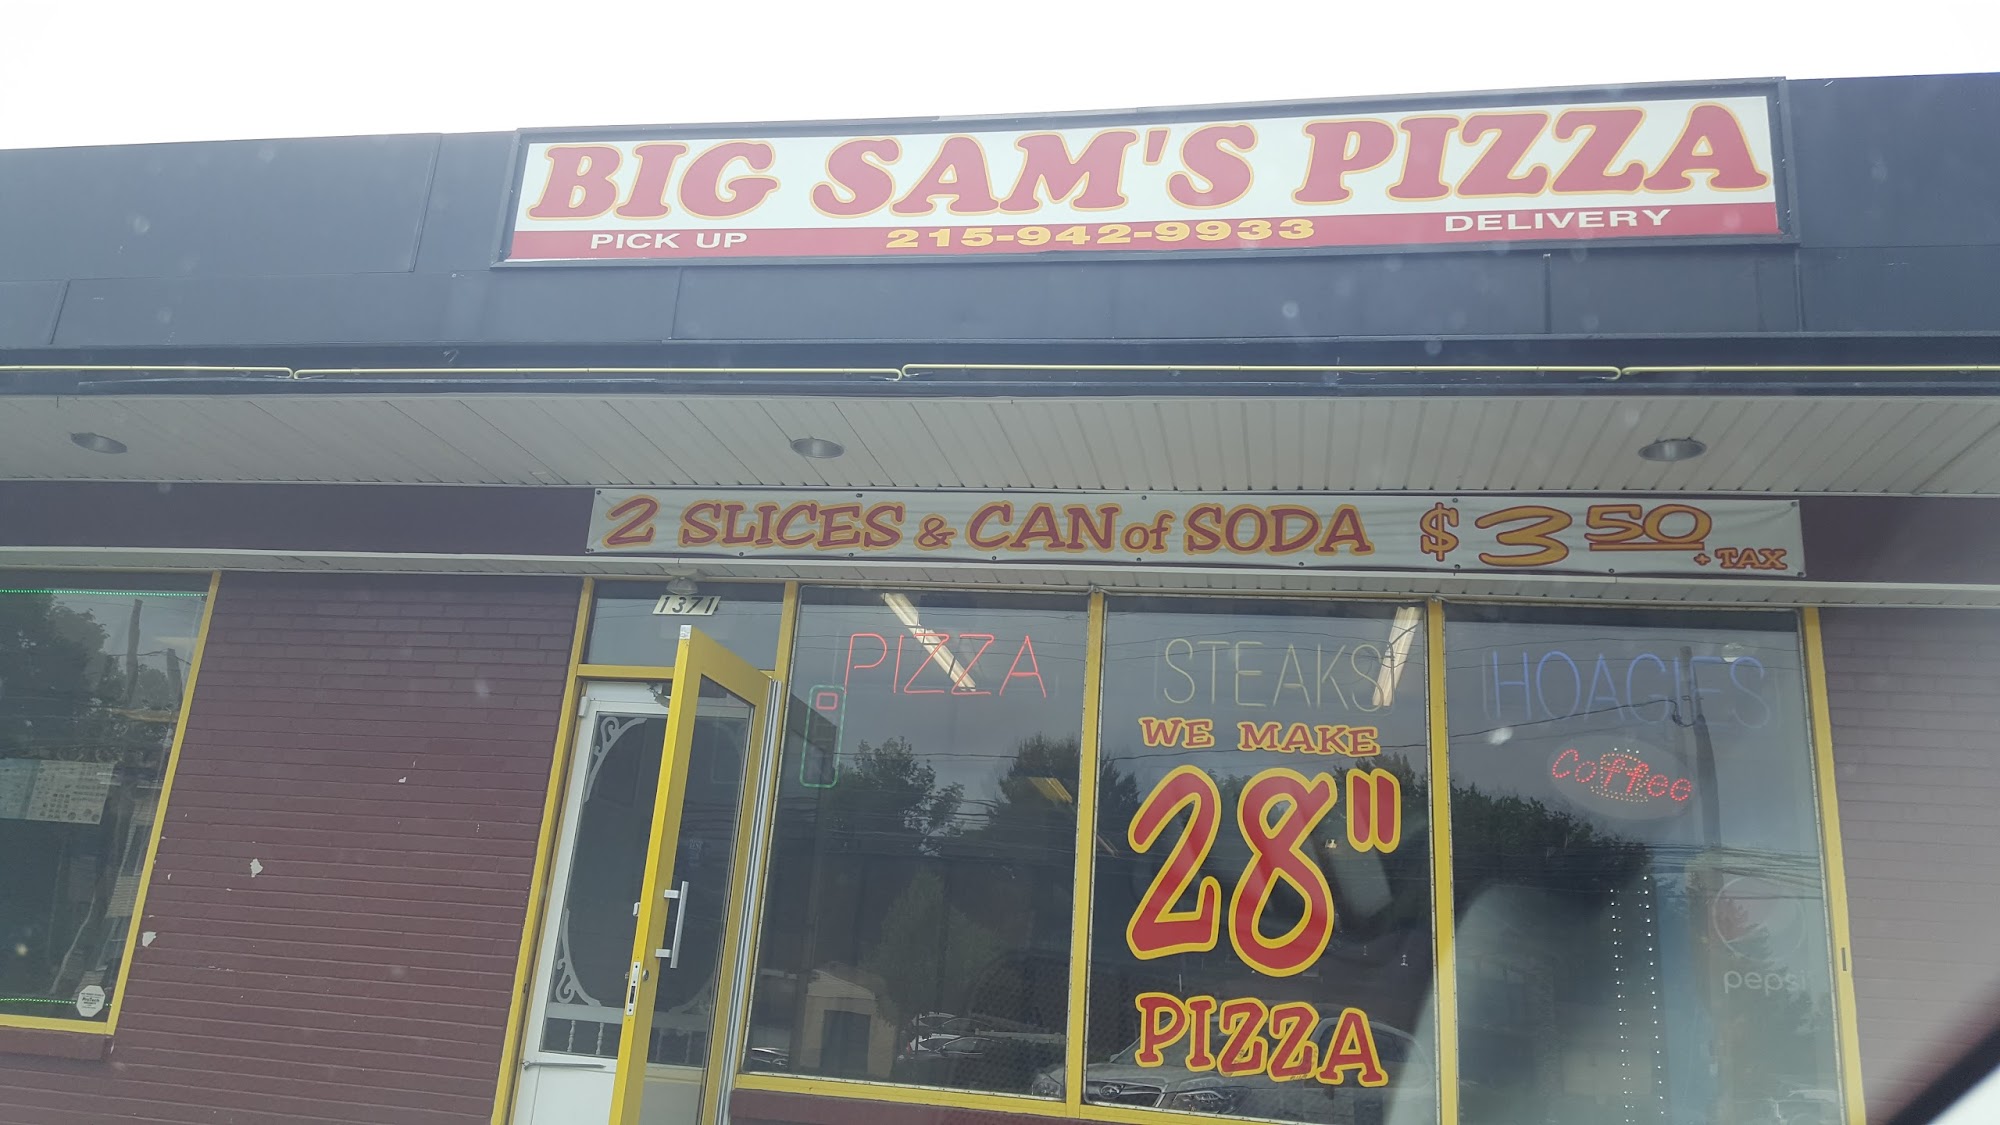 BIG SAM'S PIZZA
PICK UP 215-942-9933 DELIVERY
2 SLICES & CAN of SODA $3 50 + TAX
1371
PIZZA STEAKS HOAGIES
WE MAKE
28"
PIZZA
Coffee
pepsi